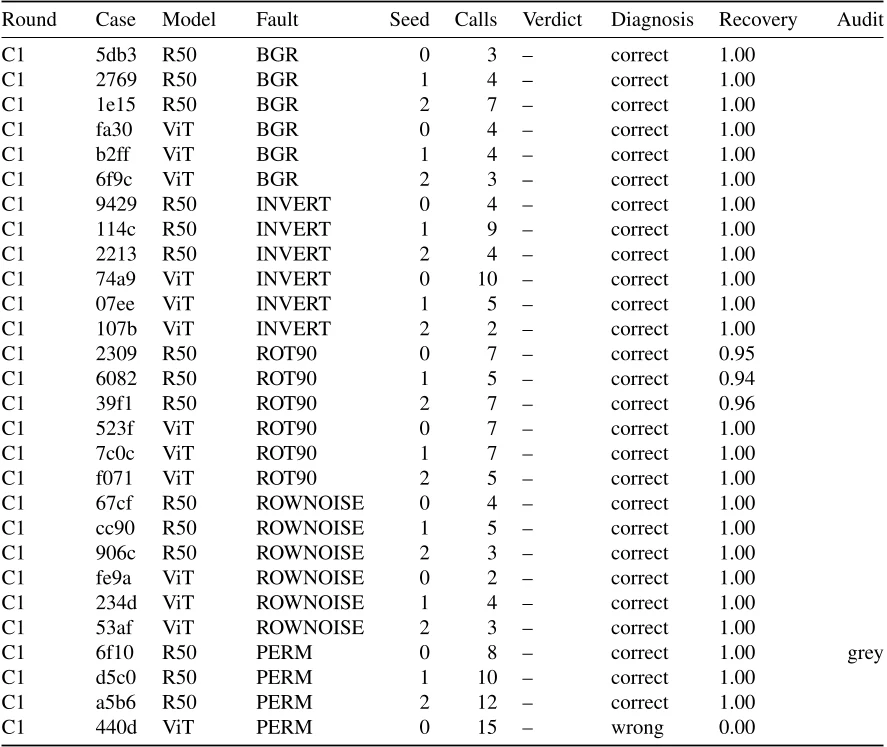 Round Case Model Fault Seed Calls Verdict Diagnosis Recovery Audit
C1 5db3 R50 BGR 0 3 – correct 1.00
C1 2769 R50 BGR 1 4 – correct 1.00
C1 1e15 R50 BGR 2 7 – correct 1.00
C1 fa30 ViT BGR 0 4 – correct 1.00
C1 b2ff ViT BGR 1 4 – correct 1.00
C1 6f9c ViT BGR 2 3 – correct 1.00
C1 9429 R50 INVERT 0 4 – correct 1.00
C1 114c R50 INVERT 1 9 – correct 1.00
C1 2213 R50 INVERT 2 4 – correct 1.00
C1 74a9 ViT INVERT 0 10 – correct 1.00
C1 07ee ViT INVERT 1 5 – correct 1.00
C1 107b ViT INVERT 2 2 – correct 1.00
C1 2309 R50 ROT90 0 7 – correct 0.95
C1 6082 R50 ROT90 1 5 – correct 0.94
C1 39f1 R50 ROT90 2 7 – correct 0.96
C1 523f ViT ROT90 0 7 – correct 1.00
C1 7c0c ViT ROT90 1 7 – correct 1.00
C1 f071 ViT ROT90 2 5 – correct 1.00
C1 67cf R50 ROWNOISE 0 4 – correct 1.00
C1 cc90 R50 ROWNOISE 1 5 – correct 1.00
C1 906c R50 ROWNOISE 2 3 – correct 1.00
C1 fe9a ViT ROWNOISE 0 2 – correct 1.00
C1 234d ViT ROWNOISE 1 4 – correct 1.00
C1 53af ViT ROWNOISE 2 3 – correct 1.00
C1 6f10 R50 PERM 0 8 – correct 1.00 grey
C1 d5c0 R50 PERM 1 10 – correct 1.00
C1 a5b6 R50 PERM 2 12 – correct 1.00
C1 440d ViT PERM 0 15 – wrong 0.00